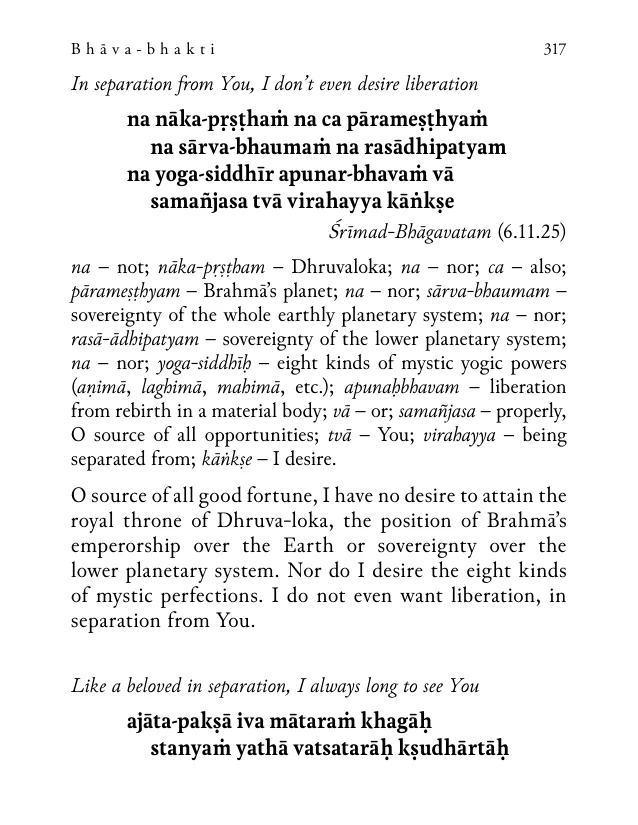 Bhāva-bhakti 317
In separation from You, I don't even desire liberation
na nāka-pṛṣṭhaṁ na ca pārameṣṭhyaṁ
na sārva-bhaumaṁ na rasādhipatyam
na yoga-siddhīr apunar-bhavaṁ vā
samañjasa tvā virahayya kāṅkṣe
Śrīmad-Bhāgavatam (6.11.25)
na – not; nāka-pṛṣṭham – Dhruvaloka; na – nor; ca – also;
pārameṣṭhyam – Brahmā's planet; na – nor; sārva-bhaumam –
sovereignty of the whole earthly planetary system; na – nor;
rasā-ādhipatyam – sovereignty of the lower planetary system;
na – nor; yoga-siddhīḥ – eight kinds of mystic yogic powers
(aṇimā, laghimā, mahimā, etc.); apunaḥbhavam – liberation
from rebirth in a material body; vā – or; samañjasa – properly,
O source of all opportunities; tvā – You; virahayya – being
separated from; kāṅkṣe – I desire.
O source of all good fortune, I have no desire to attain the
royal throne of Dhruva-loka, the position of Brahmā's
emperorship over the Earth or sovereignty over the
lower planetary system. Nor do I desire the eight kinds
of mystic perfections. I do not even want liberation, in
separation from You.
Like a beloved in separation, I always long to see You
ajāta-pakṣā iva mātaraṁ khagāḥ
stanyaṁ yathā vatsatarāḥ kṣudhārtāḥ